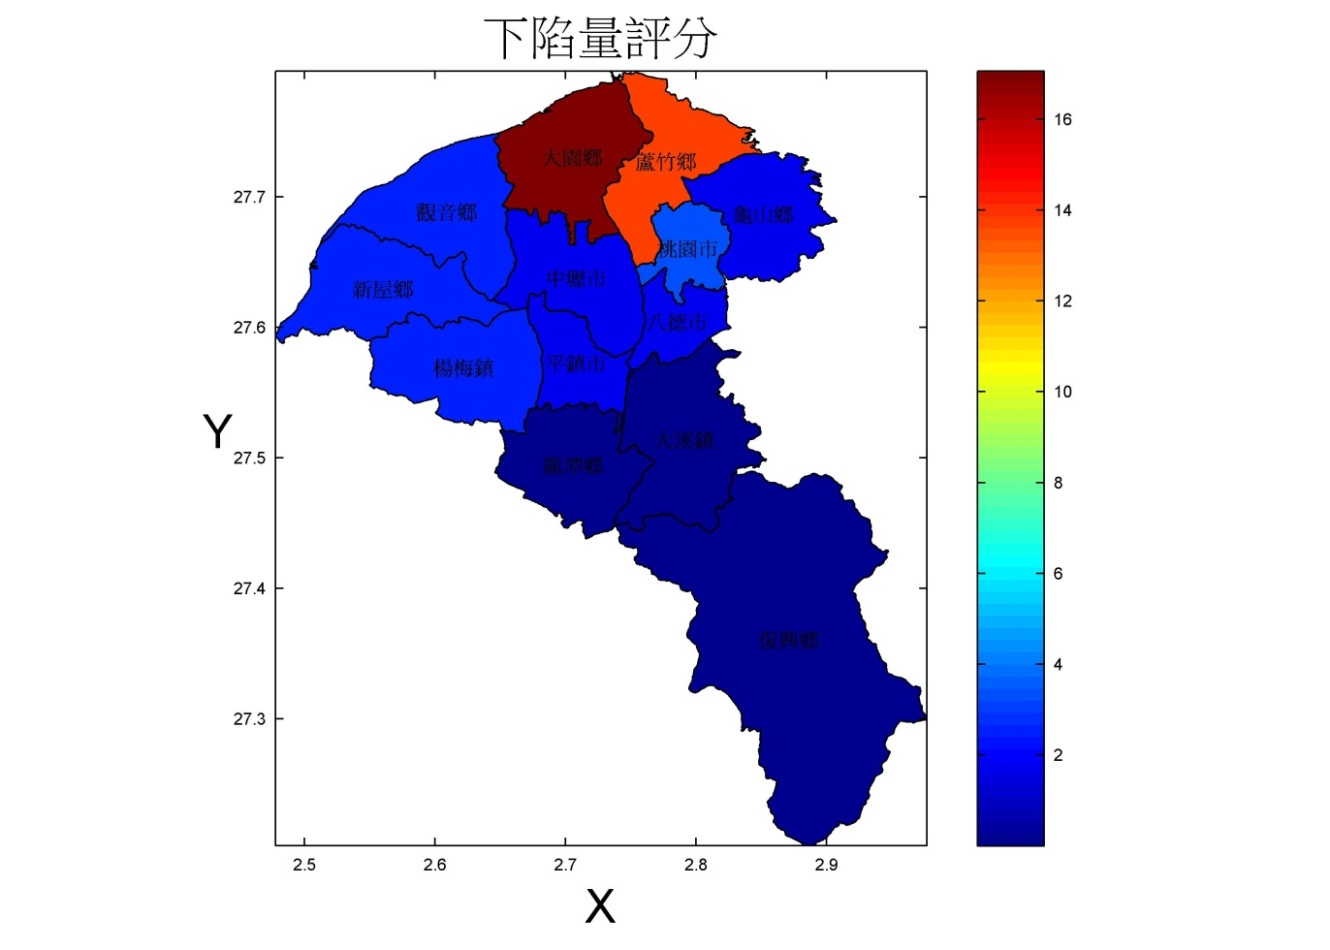 下陷量評分
大園鄉
蘆竹鄉
觀音鄉
龜山鄉
桃園市
新屋鄉
中壢市
八德市
楊梅鎮
平鎮市
大溪鎮
龍潭鄉
復興鄉
27.7
27.6
27.5
27.4
27.3
Y
2.5
2.6
2.7
2.8
2.9
X
16
14
12
10
8
6
4
2